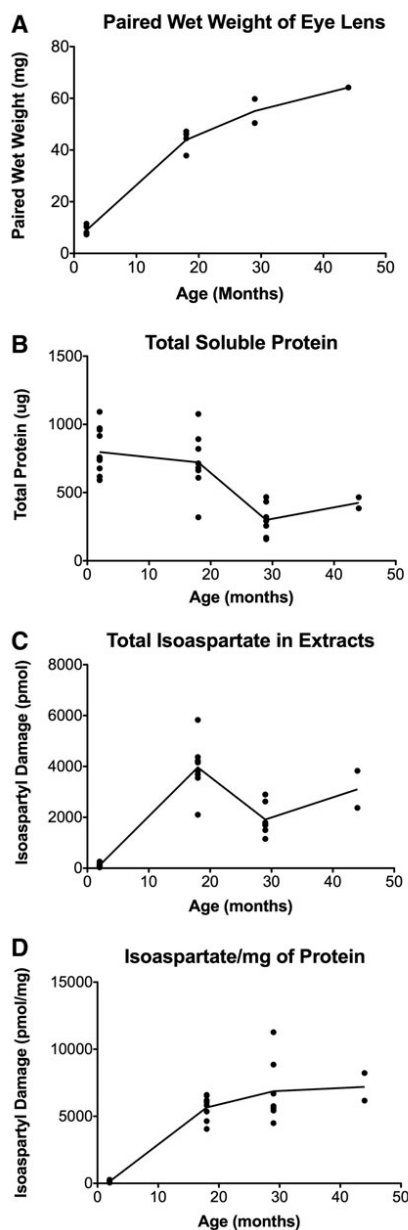 A
Paired Wet Weight of Eye Lens
Paired Wet Weight
(mg)
80
60
40
20
0
0 10 20 30 40 50
Age (Months)
B
Total Soluble Protein
Total Protein (ug)
1500
1000
500
0
0 10 20 30 40 50
Age (months)
C
Total Isoaspartate in Extracts
Isoaspartyl Damage (pmol)
8000
6000
4000
2000
0
0 10 20 30 40 50
Age (months)
D
Isoaspartate/mg of Protein
Isoaspartyl Damage (pmol/mg)
15000
10000
5000
0
0 10 20 30 40 50
Age (months)